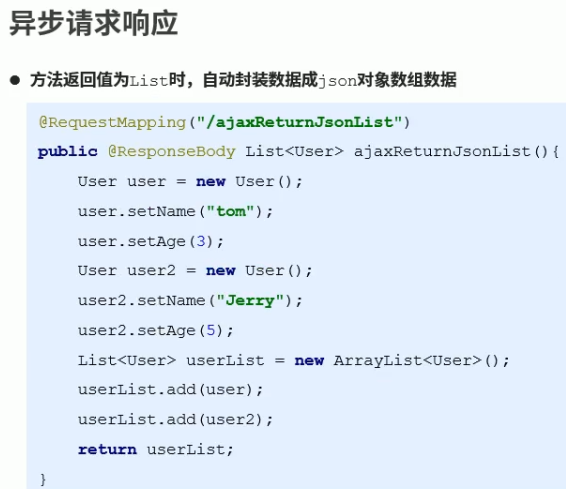 异步请求响应
● 方法返回值为List时，自动封装数据成json对象数组数据
@RequestMapping("/ajaxReturnJsonList")
public @ResponseBody List<User> ajaxReturnJsonList(){
    User user = new User();
    user.setName("tom");
    user.setAge(3);
    User user2 = new User();
    user2.setName("Jerry");
    user2.setAge(5);
    List<User> userList = new ArrayList<User>();
    userList.add(user);
    userList.add(user2);
    return userList;
}